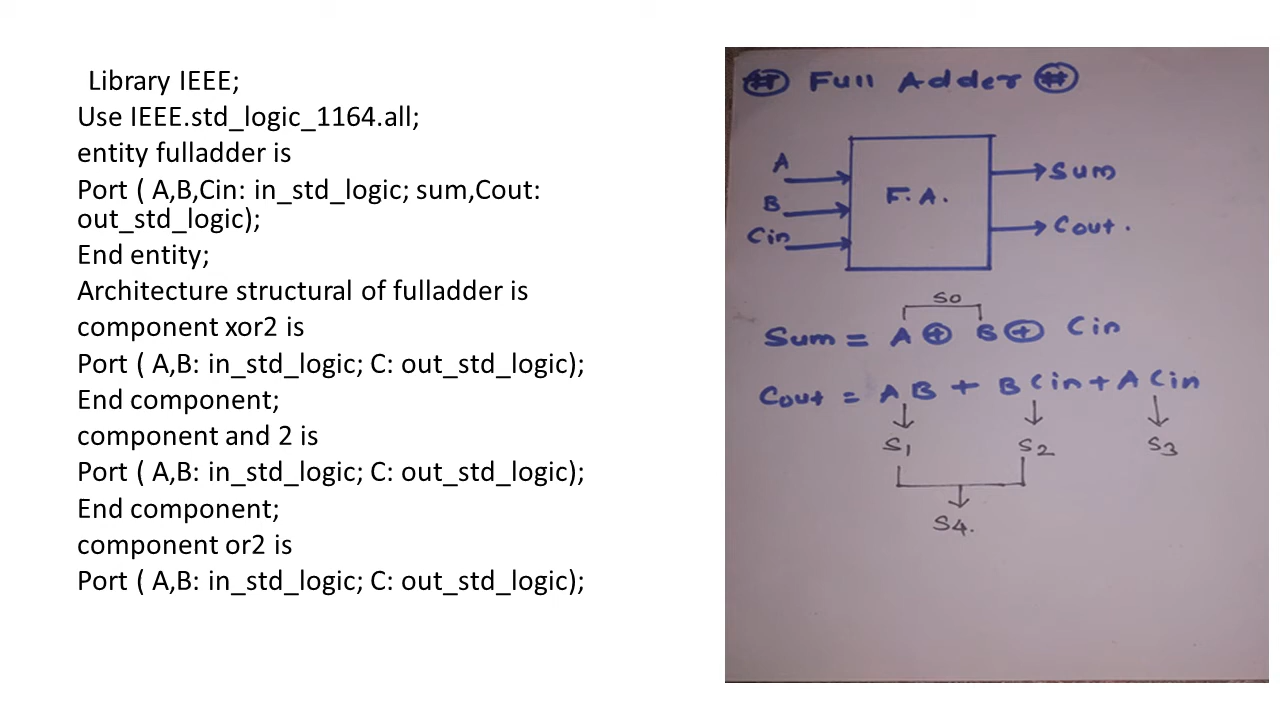 Library IEEE;
Use IEEE.std_logic_1164.all;
entity fulladder is
Port ( A,B,Cin: in_std_logic; sum,Cout:
out_std_logic);
End entity;
Architecture structural of fulladder is
component xor2 is
Port ( A,B: in_std_logic; C: out_std_logic);
End component;
component and 2 is
Port ( A,B: in_std_logic; C: out_std_logic);
End component;
component or2 is
Port ( A,B: in_std_logic; C: out_std_logic);
# Full Adder #
A
B
Cin
F.A.
Sum
Cout.
S0
Sum = A ⊕ B ⊕ Cin
Cout = AB + BCin + ACin
S1 S2 S3
S4.